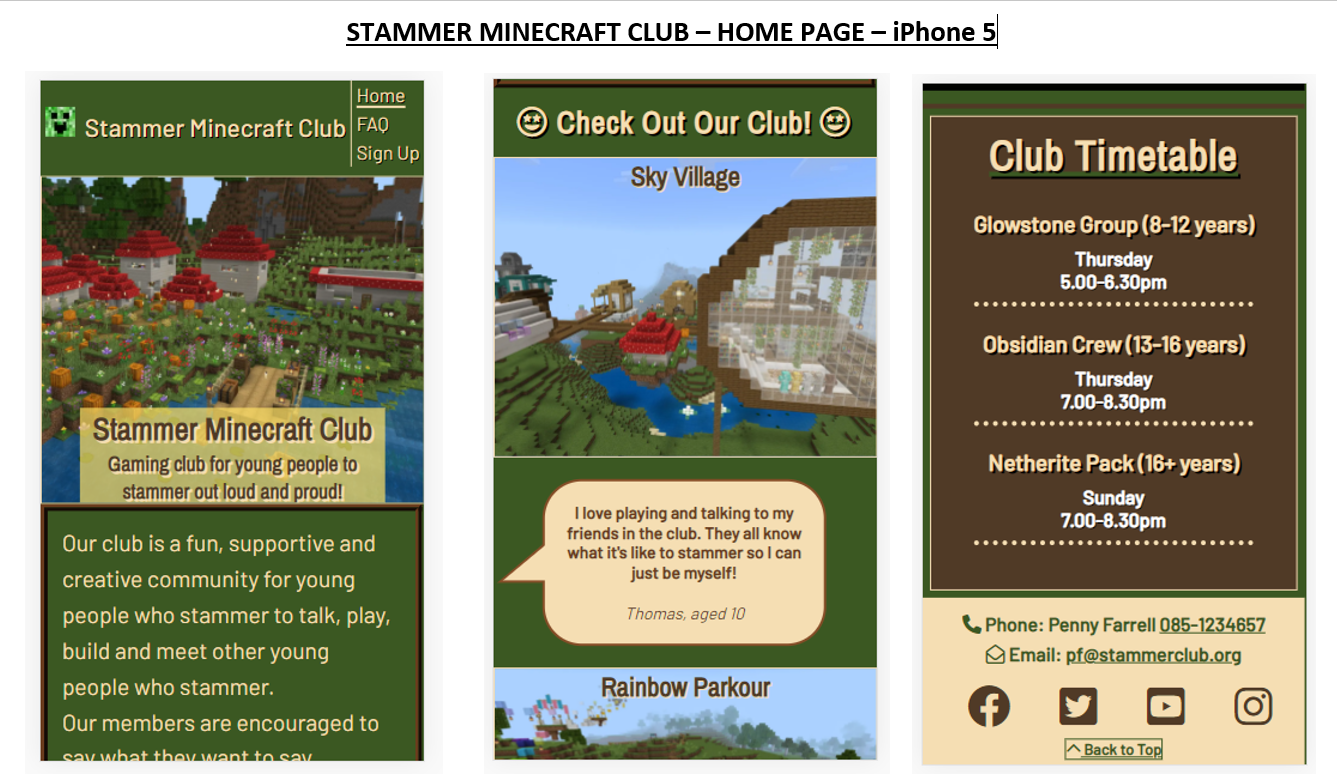 STAMMER MINECRAFT CLUB – HOME PAGE – iPhone 5
Stammer Minecraft Club
Home
FAQ
Sign Up
Stammer Minecraft Club
Gaming club for young people to
stammer out loud and proud!
Our club is a fun, supportive and
creative community for young
people who stammer to talk, play,
build and meet other young
people who stammer.
Our members are encouraged to
say what they want to say
Check Out Our Club!
Sky Village
I love playing and talking to my
friends in the club. They all know
what it's like to stammer so I can
just be myself!
Thomas, aged 10
Rainbow Parkour
Club Timetable
Glowstone Group (8-12 years)
Thursday
5.00-6.30pm
Obsidian Crew (13-16 years)
Thursday
7.00-8.30pm
Netherite Pack (16+ years)
Sunday
7.00-8.30pm
Phone: Penny Farrell 085-1234657
Email: pf@stammerclub.org
Back to Top